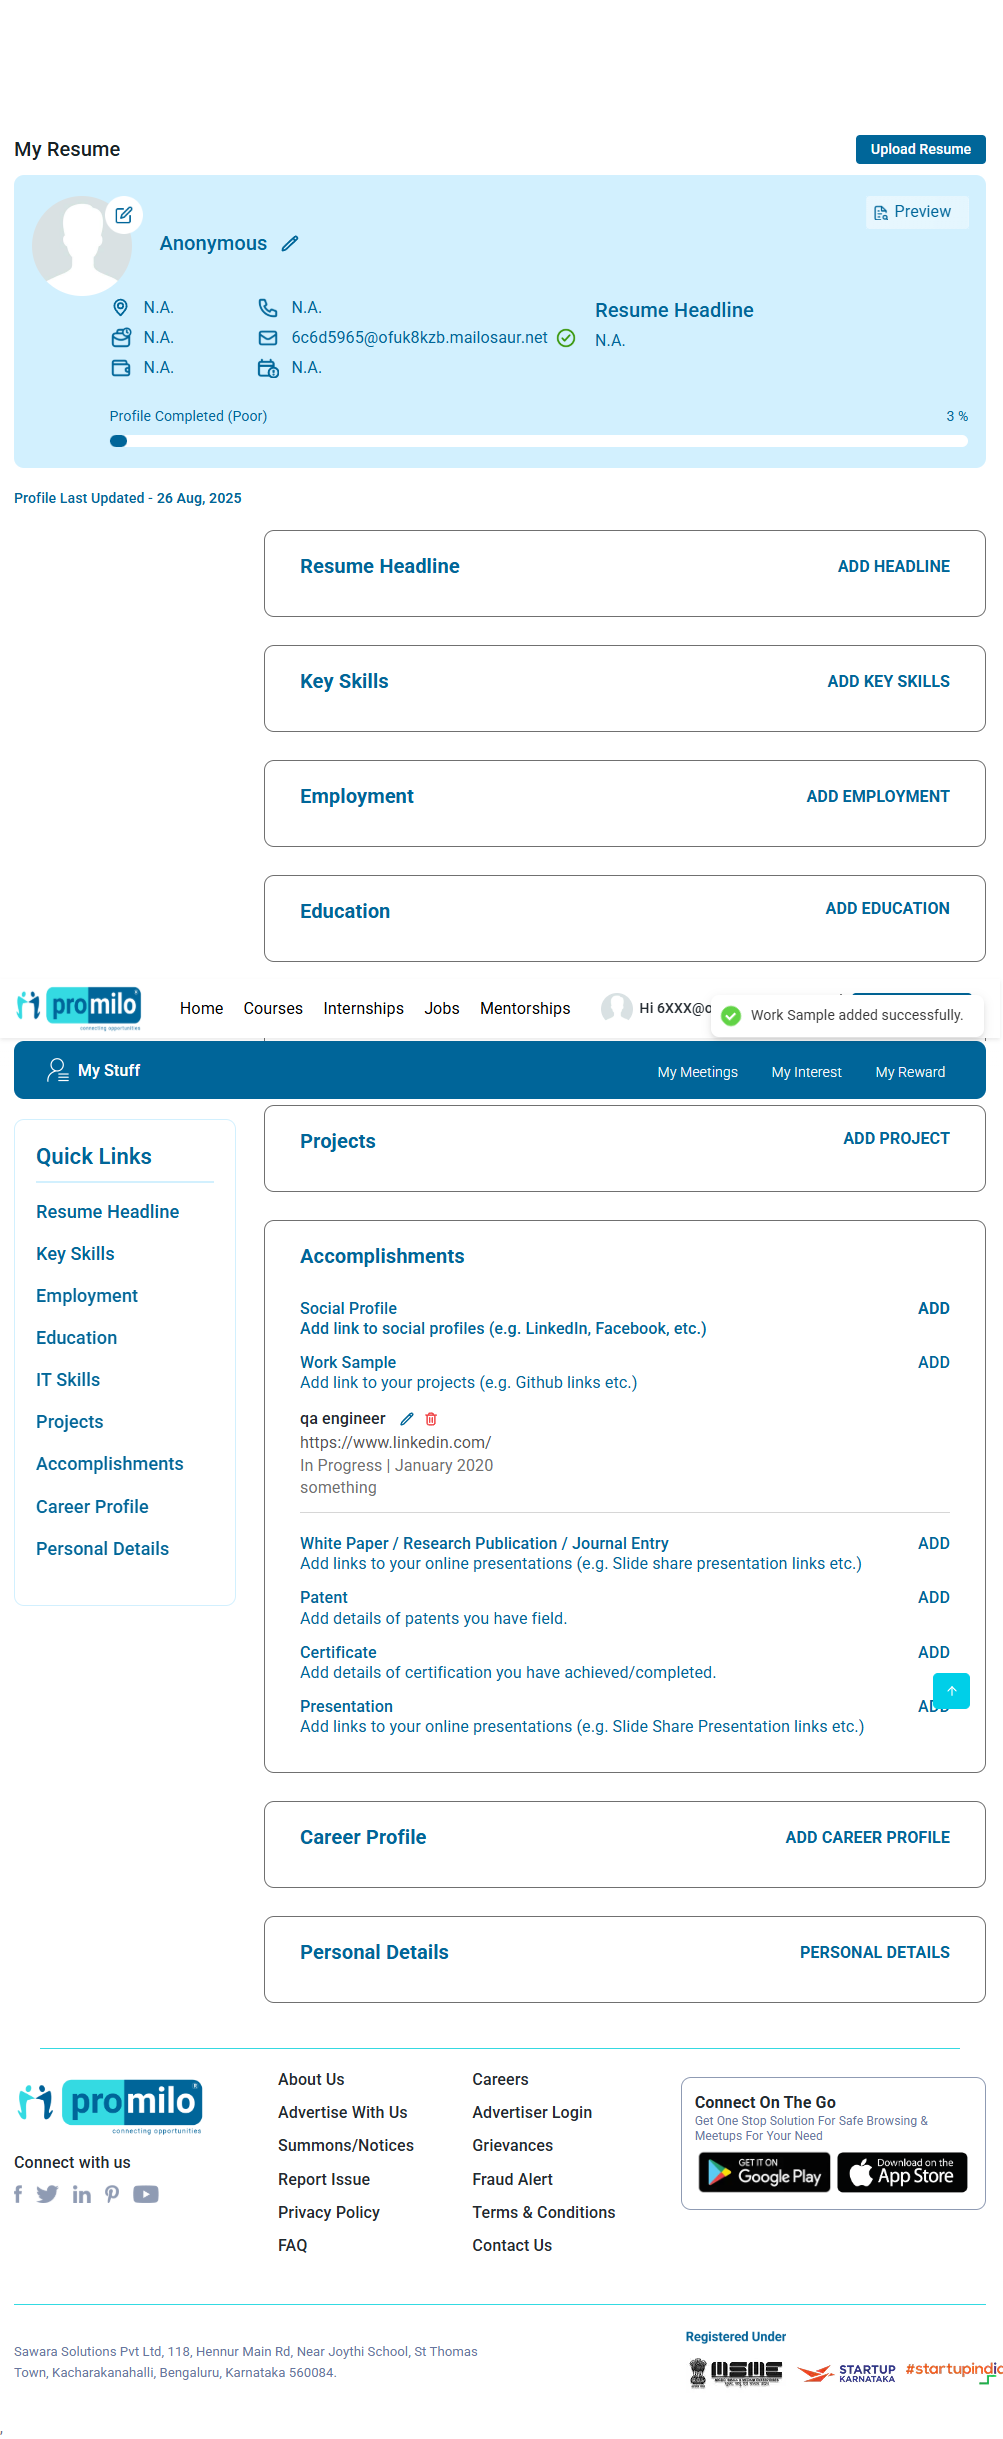 My Resume
Upload Resume
Preview
Anonymous
N.A.
N.A.
Resume Headline
N.A.
6c6d5965@ofuk8kzb.mailosaur.net
N.A.
N.A.
N.A.
Profile Completed (Poor)
3 %
Profile Last Updated - 26 Aug, 2025
Resume Headline
ADD HEADLINE
Key Skills
ADD KEY SKILLS
Employment
ADD EMPLOYMENT
Education
ADD EDUCATION
promilo
connecting opportunities
Home
Courses
Internships
Jobs
Mentorships
Hi 6XXX@o
Work Sample added successfully.
My Stuff
My Meetings
My Interest
My Reward
Quick Links
Resume Headline
Key Skills
Employment
Education
IT Skills
Projects
Accomplishments
Career Profile
Personal Details
Projects
ADD PROJECT
Accomplishments
Social Profile
ADD
Add link to social profiles (e.g. LinkedIn, Facebook, etc.)
Work Sample
ADD
Add link to your projects (e.g. Github links etc.)
qa engineer
https://www.linkedin.com/
In Progress | January 2020
something
White Paper / Research Publication / Journal Entry
ADD
Add links to your online presentations (e.g. Slide share presentation links etc.)
Patent
ADD
Add details of patents you have field.
Certificate
ADD
Add details of certification you have achieved/completed.
Presentation
ADD
Add links to your online presentations (e.g. Slide Share Presentation links etc.)
Career Profile
ADD CAREER PROFILE
Personal Details
PERSONAL DETAILS
promilo
connecting opportunities
Connect with us
About Us
Advertise With Us
Summons/Notices
Report Issue
Privacy Policy
FAQ
Careers
Advertiser Login
Grievances
Fraud Alert
Terms & Conditions
Contact Us
Connect On The Go
Get One Stop Solution For Safe Browsing &
Meetups For Your Need
GET IT ON
Google Play
Download on the
App Store
Sawara Solutions Pvt Ltd, 118, Hennur Main Rd, Near Joythi School, St Thomas
Town, Kacharakanahalli, Bengaluru, Karnataka 560084.
Registered Under
MSME
STARTUP
KARNATAKA
#startupindia
,